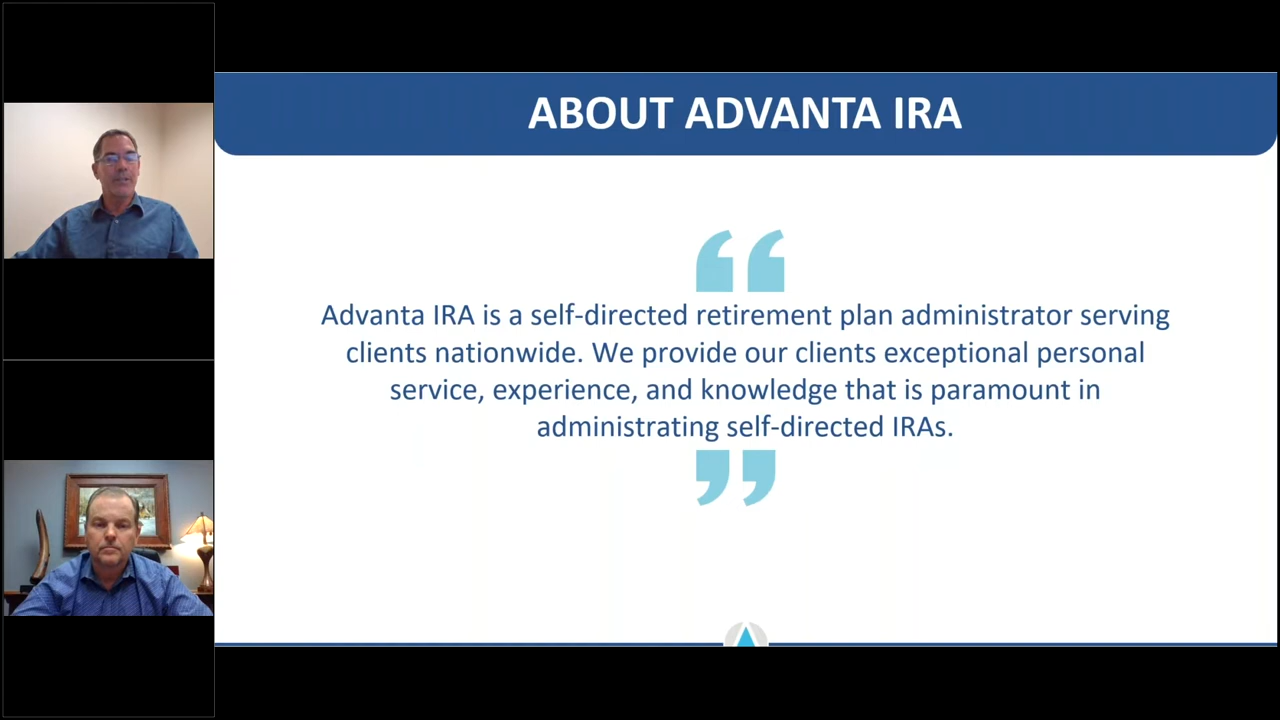 ABOUT ADVANTA IRA
“
Advanta IRA is a self-directed retirement plan administrator serving
clients nationwide. We provide our clients exceptional personal
service, experience, and knowledge that is paramount in
administrating self-directed IRAs.
”